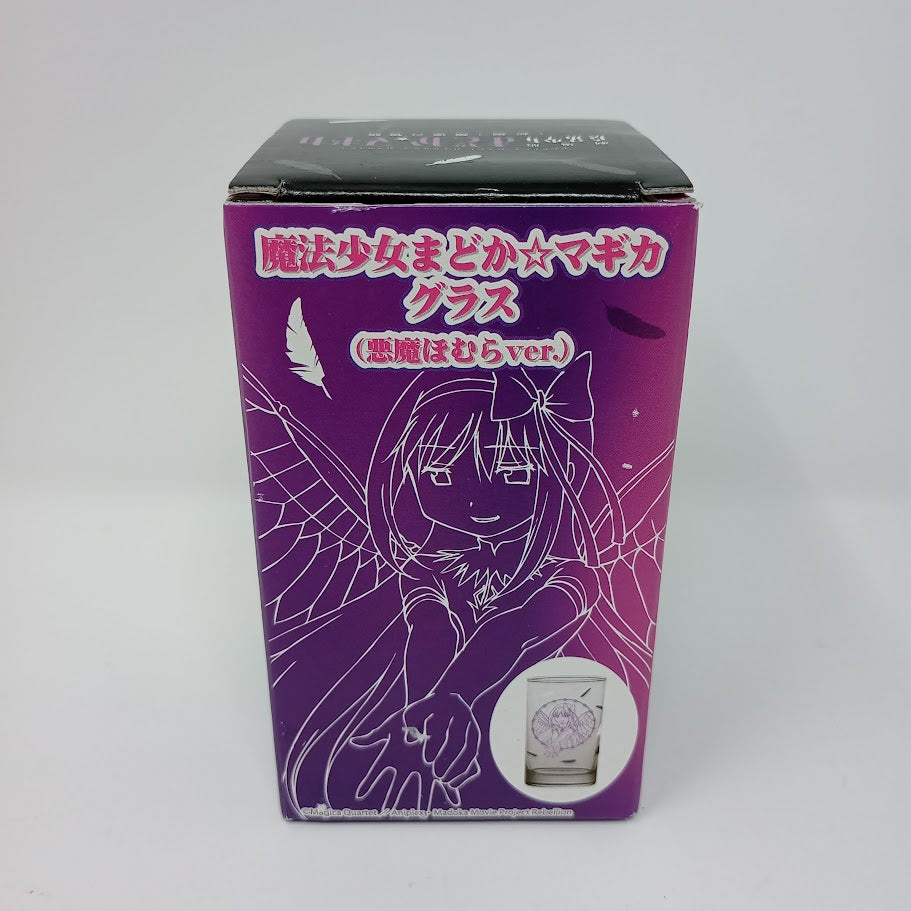 魔法少女まどか☆マギカ
グラス
(悪魔ほむらver.)
©Magica Quartet／Aniplex・Madoka Movie Project Rebellion